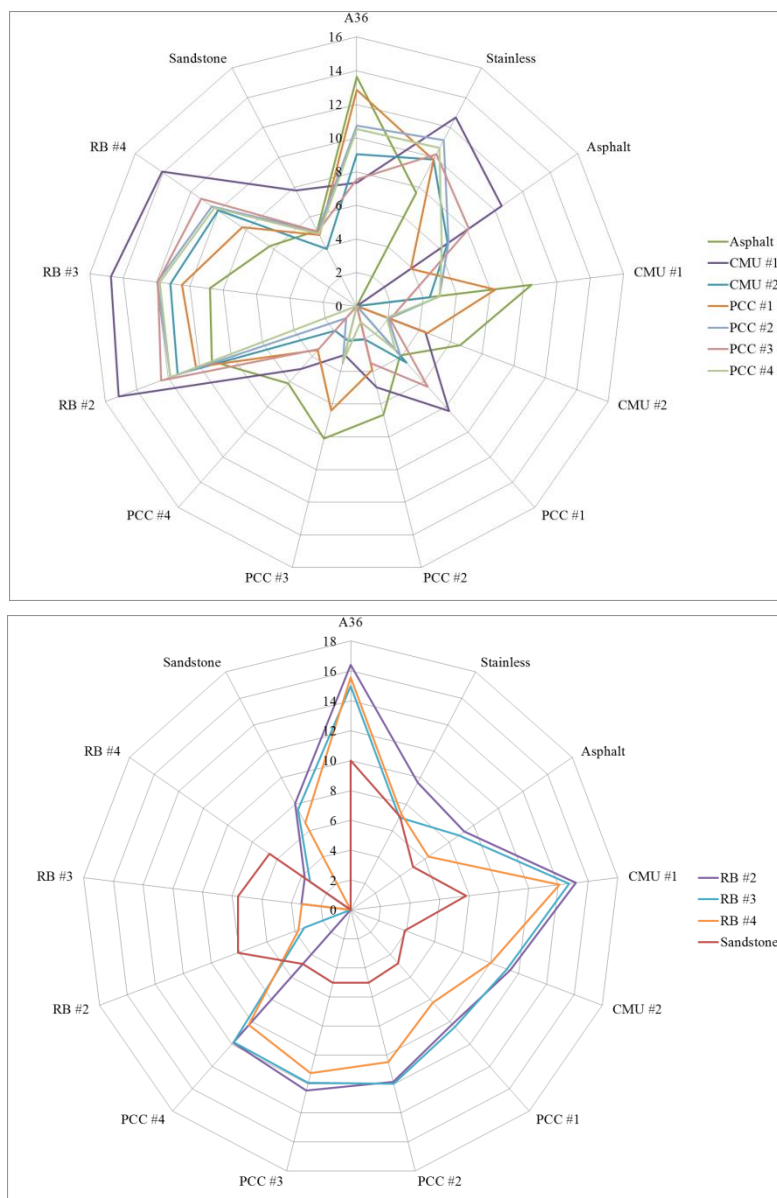 A36
16
Sandstone
Stainless
14
12
RB #4
Asphalt
10
8
6
4
RB #3
CMU #1
2
0
RB #2
CMU #2
PCC #4
PCC #1
PCC #3
PCC #2
Asphalt
CMU #1
CMU #2
PCC #1
PCC #2
PCC #3
PCC #4
A36
18
Sandstone
Stainless
16
14
12
RB #4
Asphalt
10
8
6
4
RB #3
CMU #1
2
0
RB #2
CMU #2
PCC #4
PCC #1
PCC #3
PCC #2
RB #2
RB #3
RB #4
Sandstone